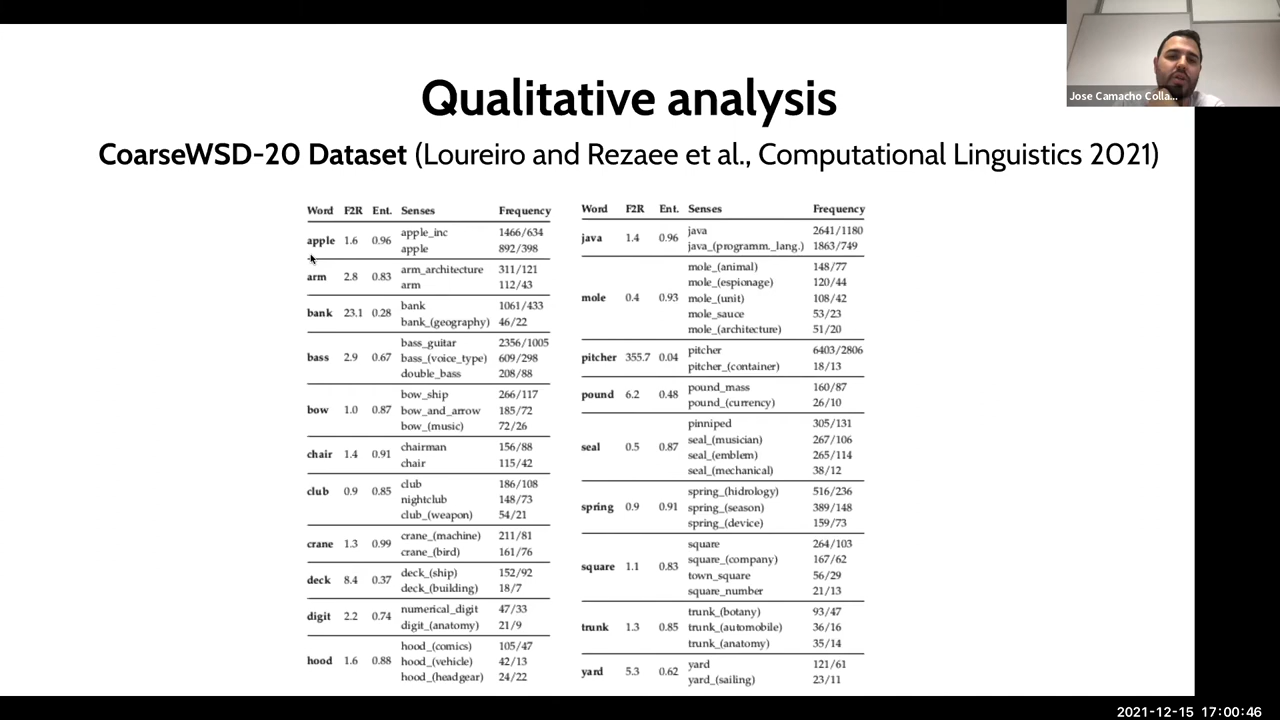 Jose Camacho Colla...
Qualitative analysis
CoarseWSD-20 Dataset (Loureiro and Rezaee et al., Computational Linguistics 2021)
Word F2R Ent. Senses Frequency
apple 1.6 0.96 apple_inc 1466/634
apple 892/398
arm 2.8 0.83 arm_architecture 311/121
arm 112/43
bank 23.1 0.28 bank 1061/433
bank_(geography) 46/22
bass 2.9 0.67 bass_guitar 2356/1005
bass_(voice_type) 609/298
double_bass 208/88
bow 1.0 0.87 bow_ship 266/117
bow_and_arrow 185/72
bow_(music) 72/26
chair 1.4 0.91 chairman 156/88
chair 115/42
club 0.9 0.85 club 186/108
nightclub 148/73
club_(weapon) 54/21
crane 1.3 0.99 crane_(machine) 211/81
crane_(bird) 161/76
deck 8.4 0.37 deck_(ship) 152/92
deck_(building) 18/7
digit 2.2 0.74 numerical_digit 47/33
digit_(anatomy) 21/9
hood 1.6 0.88 hood_(comics) 105/47
hood_(vehicle) 42/13
hood_(headgear) 24/22
Word F2R Ent. Senses Frequency
java 1.4 0.96 java 2641/1180
java_(programm._lang.) 1863/749
mole 0.4 0.93 mole_(animal) 148/77
mole_(espionage) 120/44
mole_(unit) 108/42
mole_sauce 53/23
mole_(architecture) 51/20
pitcher 355.7 0.04 pitcher 6403/2806
pitcher_(container) 18/13
pound 6.2 0.48 pound_mass 160/87
pound_(currency) 26/10
seal 0.5 0.87 pinniped 305/131
seal_(musician) 267/106
seal_(emblem) 265/114
seal_(mechanical) 38/12
spring 0.9 0.91 spring_(hidrology) 516/236
spring_(season) 389/148
spring_(device) 159/73
square 1.1 0.83 square 264/103
square_(company) 167/62
town_square 56/29
square_number 21/13
trunk 1.3 0.85 trunk_(botany) 93/47
trunk_(automobile) 36/16
trunk_(anatomy) 35/14
yard 5.3 0.62 yard 121/61
yard_(sailing) 23/11
2021-12-15 17:00:46